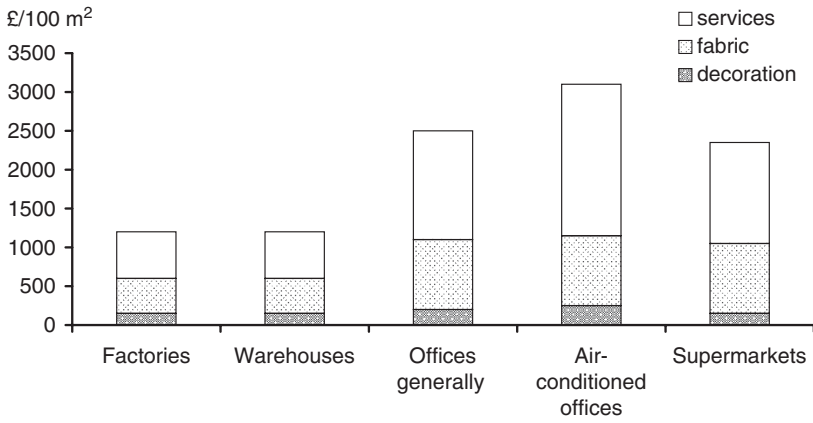 £/100 m²
services
fabric
decoration
3500
3000
2500
2000
1500
1000
500
0
Factories
Warehouses
Offices
generally
Air-
conditioned
offices
Supermarkets